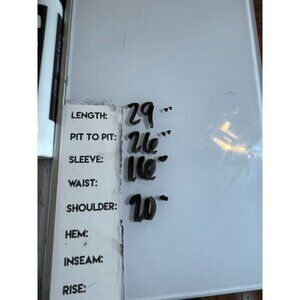 LENGTH: 29"
PIT TO PIT: 26"
SLEEVE: 16"
WAIST:
SHOULDER: 20"
HEM:
INSEAM:
RISE: